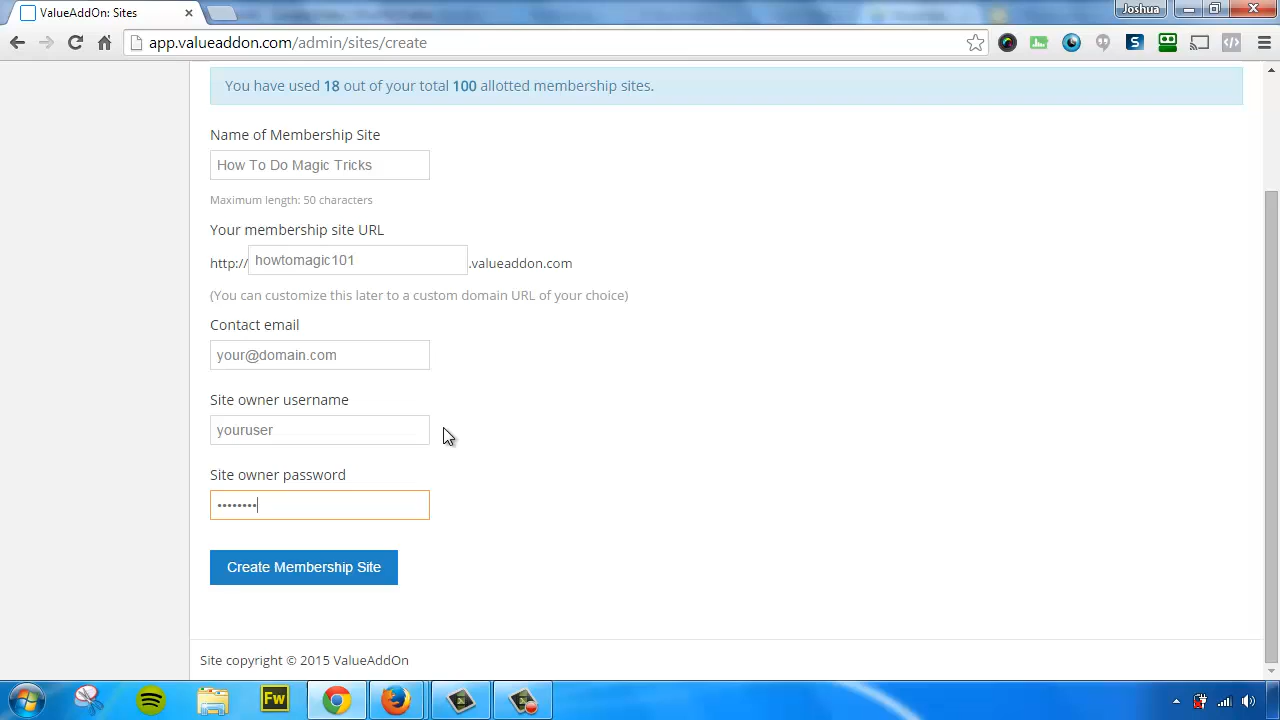 ValueAddOn: Sites
Joshua
app.valueaddon.com/admin/sites/create
You have used 18 out of your total 100 allotted membership sites.
Name of Membership Site
How To Do Magic Tricks
Maximum length: 50 characters
Your membership site URL
http:// howtomagic101 .valueaddon.com
(You can customize this later to a custom domain URL of your choice)
Contact email
your@domain.com
Site owner username
youruser
Site owner password
••••••••
Create Membership Site
Site copyright © 2015 ValueAddOn
Fw